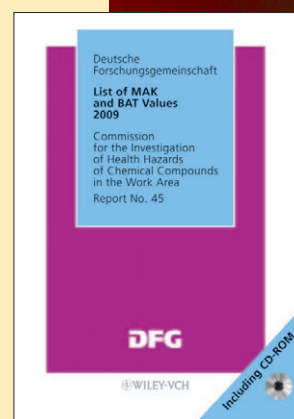 Deutsche
Forschungsgemeinschaft
List of MAK
and BAT Values
2009
Commission
for the Investigation
of Health Hazards
of Chemical Compounds
in the Work Area
Report No. 45
DFG
WILEY-VCH
Including CD-ROM